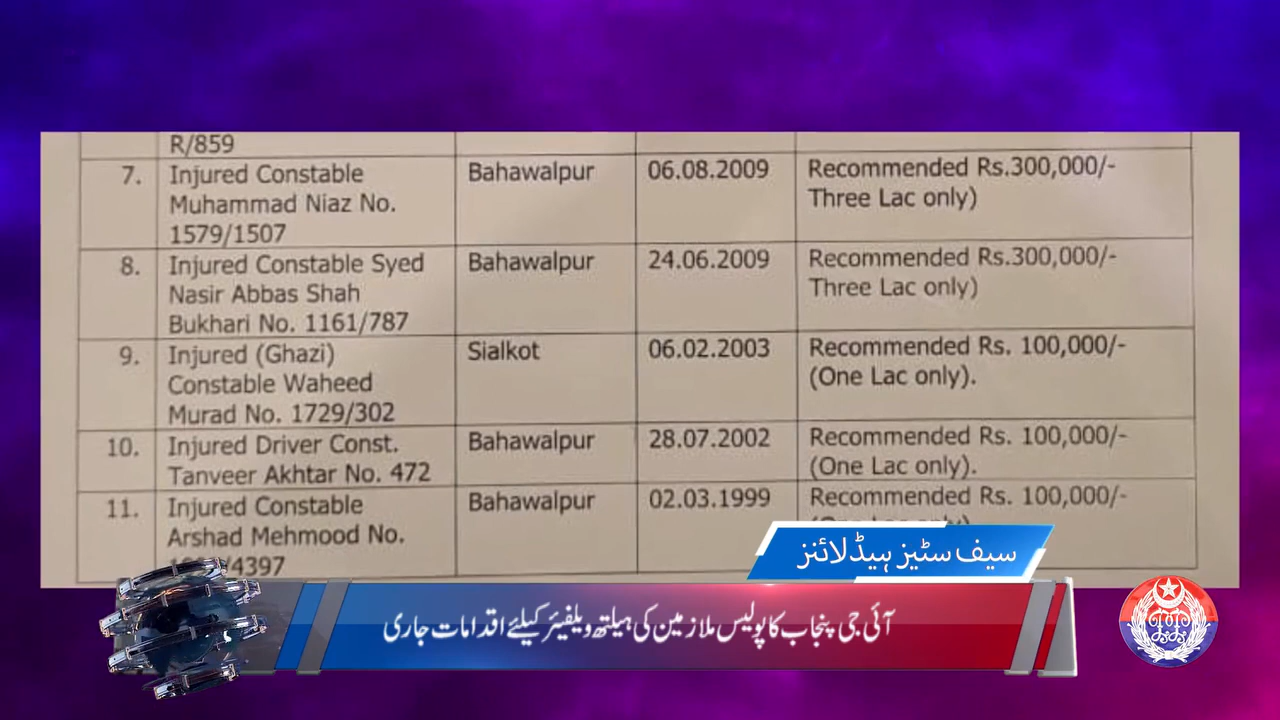 R/859
7. Injured Constable Bahawalpur 06.08.2009 Recommended Rs.300,000/-
Muhammad Niaz No. Three Lac only)
1579/1507
8. Injured Constable Syed Bahawalpur 24.06.2009 Recommended Rs.300,000/-
Nasir Abbas Shah Three Lac only)
Bukhari No. 1161/787
9. Injured (Ghazi) Sialkot 06.02.2003 Recommended Rs. 100,000/-
Constable Waheed (One Lac only).
Murad No. 1729/302
10. Injured Driver Const. Bahawalpur 28.07.2002 Recommended Rs. 100,000/-
Tanveer Akhtar No. 472 (One Lac only).
11. Injured Constable Bahawalpur 02.03.1999 Recommended Rs. 100,000/-
Arshad Mehmood No.
/4397
سیف سٹیز ہیڈلائنز
آئی جی پنجاب کا پولیس ملازمین کی ہیلتھ ویلفیئر کیلئے اقدامات جاری